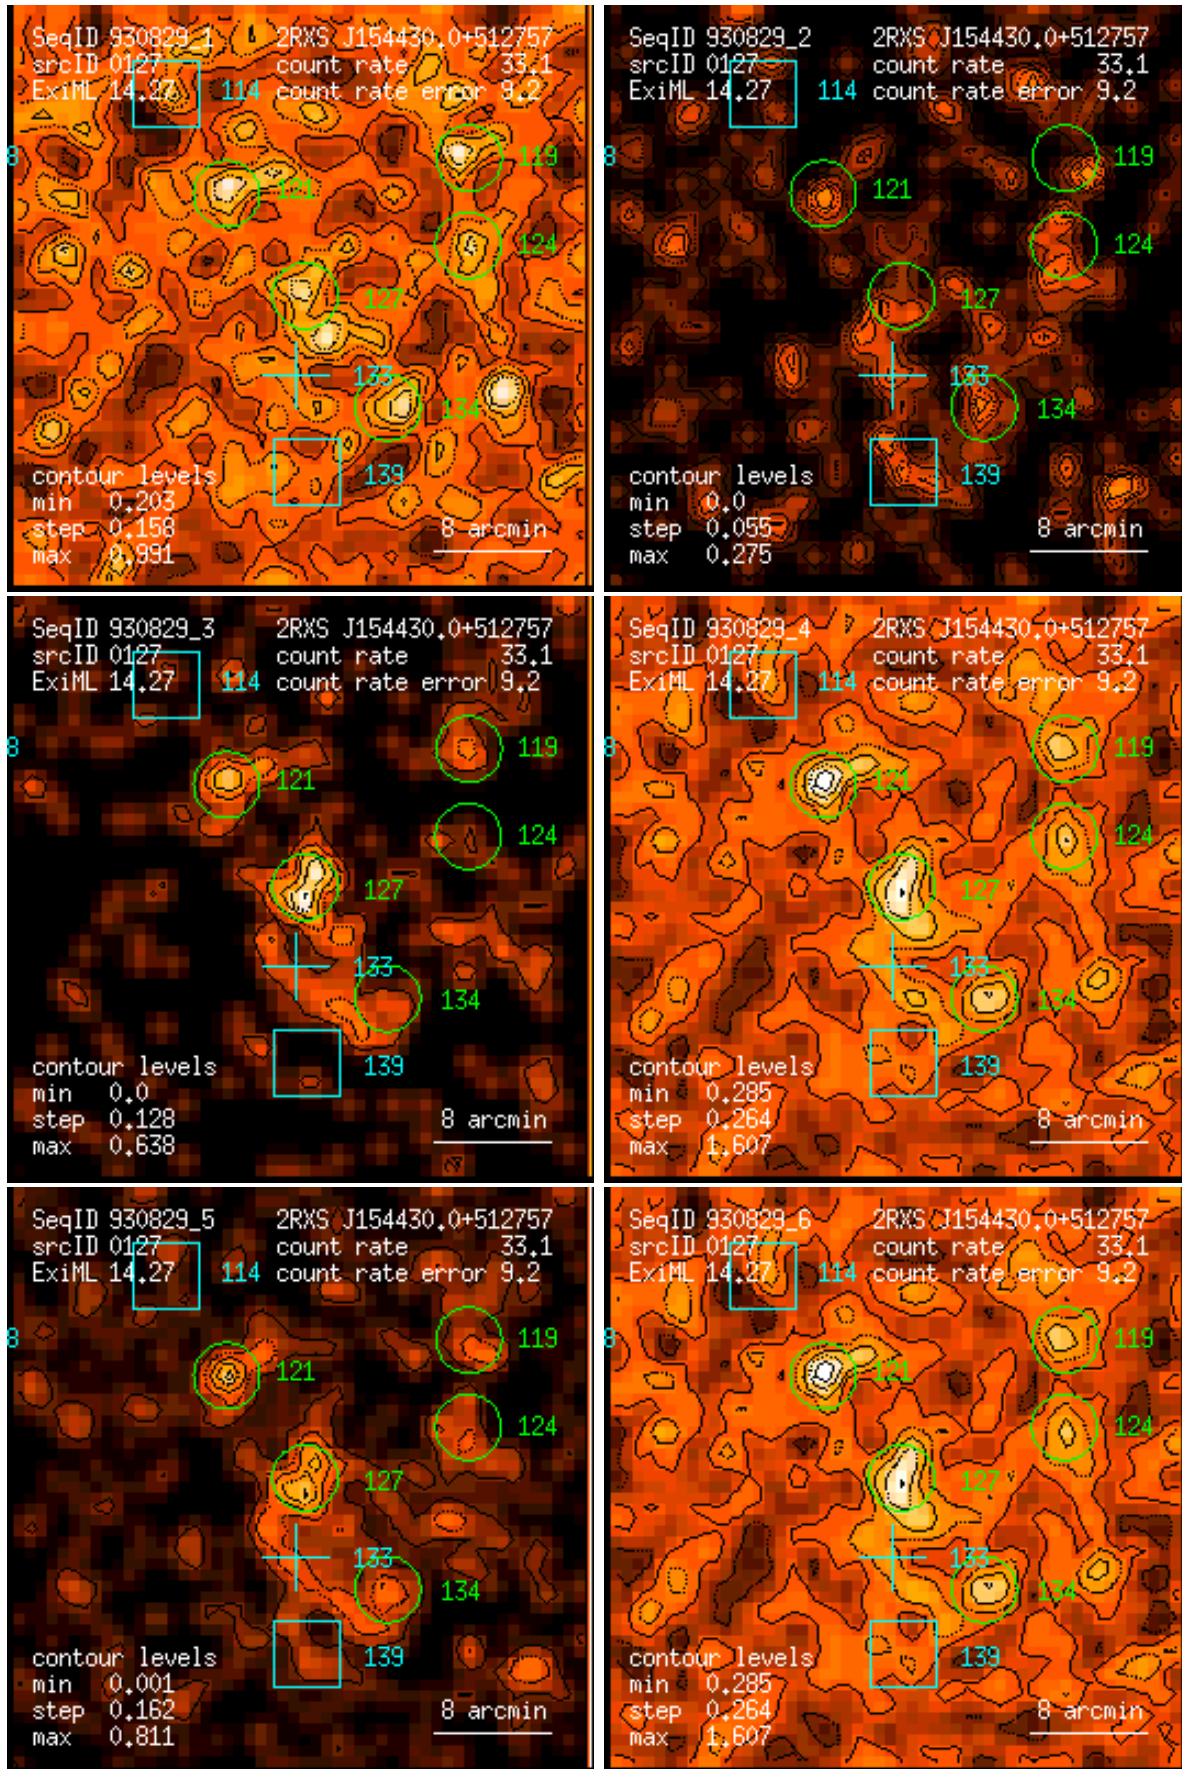 SeqID 930829_1 2RXS J154430.0+512757
srcID 0127 count rate 33.1
ExiML 14.27 114 count rate error 9.2
8
119
121
124
127
133
134
139
contour levels
min 0.203
step 0.158 8 arcmin
max 0.991
SeqID 930829_2 2RXS J154430.0+512757
srcID 0127 count rate 33.1
ExiML 14.27 114 count rate error 9.2
8
119
121
124
127
133
134
139
contour levels
min 0.0
step 0.055 8 arcmin
max 0.275
SeqID 930829_3 2RXS J154430.0+512757
srcID 0127 count rate 33.1
ExiML 14.27 114 count rate error 9.2
8
119
121
124
127
133
134
139
contour levels
min 0.0
step 0.128 8 arcmin
max 0.638
SeqID 930829_4 2RXS J154430.0+512757
srcID 0127 count rate 33.1
ExiML 14.27 114 count rate error 9.2
8
119
121
124
127
133
134
139
contour levels
min 0.285
step 0.264 8 arcmin
max 1.607
SeqID 930829_5 2RXS J154430.0+512757
srcID 0127 count rate 33.1
ExiML 14.27 114 count rate error 9.2
8
119
121
124
127
133
134
139
contour levels
min 0.001
step 0.162 8 arcmin
max 0.811
SeqID 930829_6 2RXS J154430.0+512757
srcID 0127 count rate 33.1
ExiML 14.27 114 count rate error 9.2
8
119
121
124
127
133
134
139
contour levels
min 0.285
step 0.264 8 arcmin
max 1.607